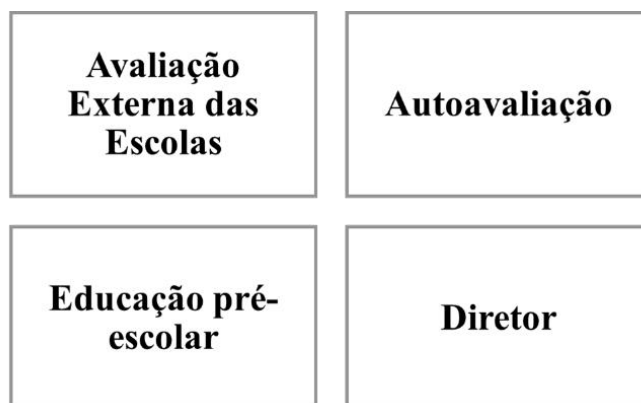 Avaliação
Externa das
Escolas
Autoavaliação
Educação pré-
escolar
Diretor